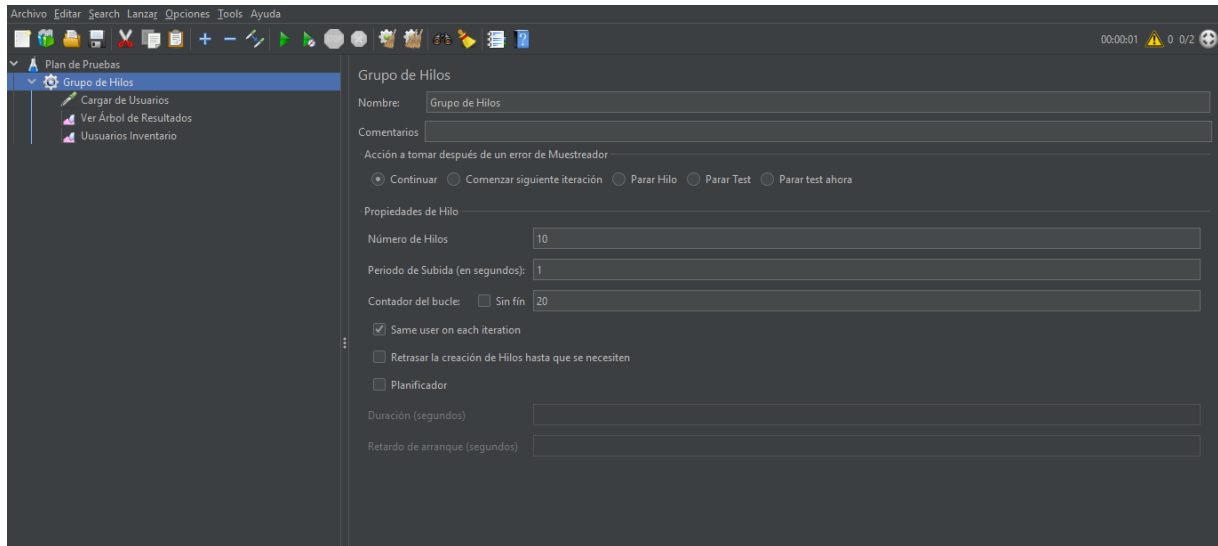 Archivo Editar Search Lanzar Opciones Tools Ayuda
00:00:01 0 0/2
Plan de Pruebas
Grupo de Hilos
Cargar de Usuarios
Ver Árbol de Resultados
Uusuarios Inventario
Grupo de Hilos
Nombre: Grupo de Hilos
Comentarios
Acción a tomar después de un error de Muestreador
Continuar Comenzar siguiente iteración Parar Hilo Parar Test Parar test ahora
Propiedades de Hilo
Número de Hilos 10
Periodo de Subida (en segundos): 1
Contador del bucle: Sin fín 20
Same user on each iteration
Retrasar la creación de Hilos hasta que se necesiten
Planificador
Duración (segundos)
Retardo de arranque (segundos)